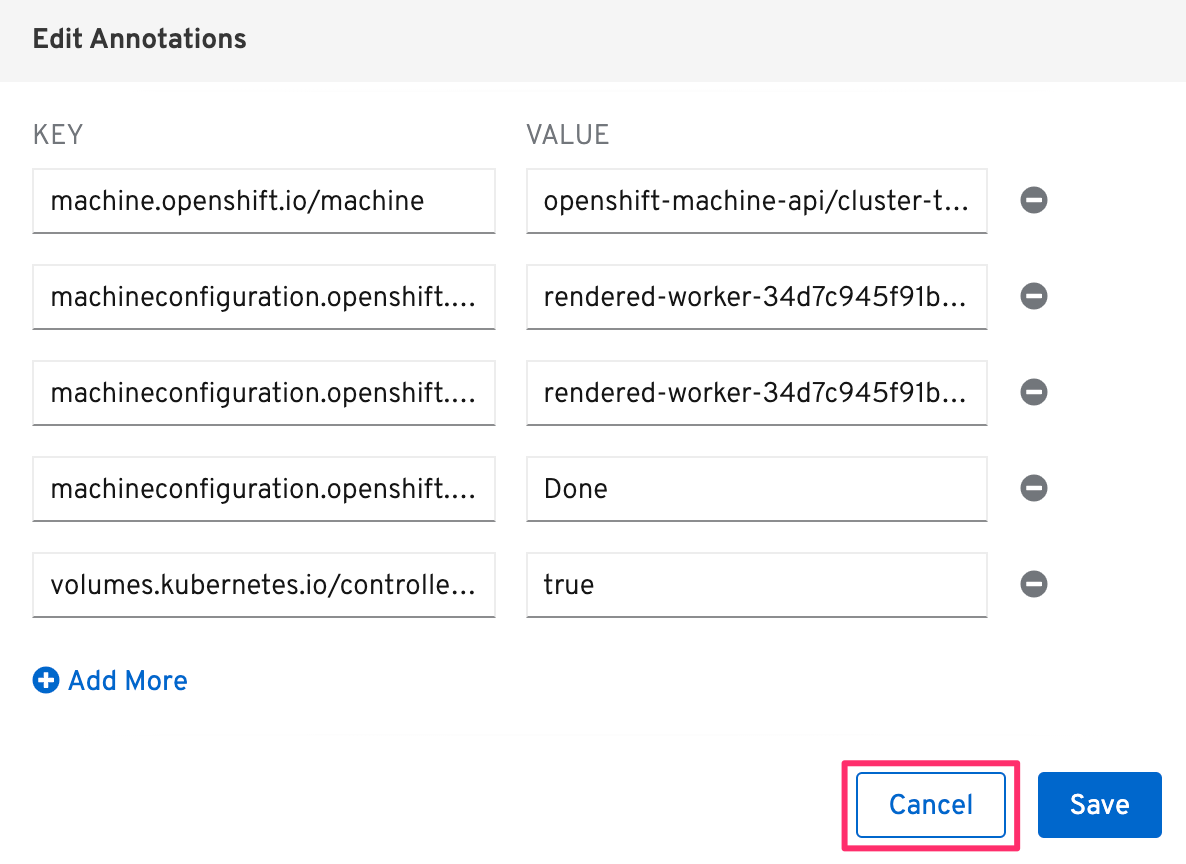 Edit Annotations
KEY VALUE
machine.openshift.io/machine openshift-machine-api/cluster-t...
machineconfiguration.openshift.... rendered-worker-34d7c945f91b...
machineconfiguration.openshift.... rendered-worker-34d7c945f91b...
machineconfiguration.openshift.... Done
volumes.kubernetes.io/controlle... true
Add More
Cancel Save